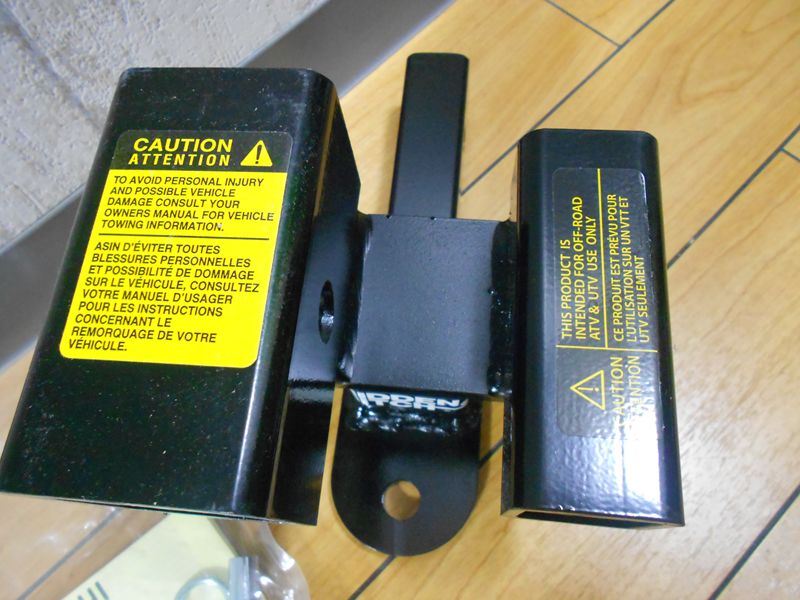 CAUTION
ATTENTION
TO AVOID PERSONAL INJURY
AND POSSIBLE VEHICLE
DAMAGE CONSULT YOUR
OWNERS MANUAL FOR VEHICLE
TOWING INFORMATION.
ASIN D'ÉVITER TOUTES
BLESSURES PERSONNELLES
ET POSSIBILITÉ DE DOMMAGE
SUR LE VÉHICULE, CONSULTEZ
VOTRE MANUEL D'USAGER
POUR LES INSTRUCTIONS
CONCERNANT LE
REMORQUAGE DE VOTRE
VÉHICULE.
CAUTION
ATTENTION
THIS PRODUCT IS
INTENDED FOR OFF-ROAD
ATV & UTV USE ONLY
CE PRODUIT EST PRÉVU POUR
L'UTILISATION SUR UN VTT ET
UTV SEULEMENT